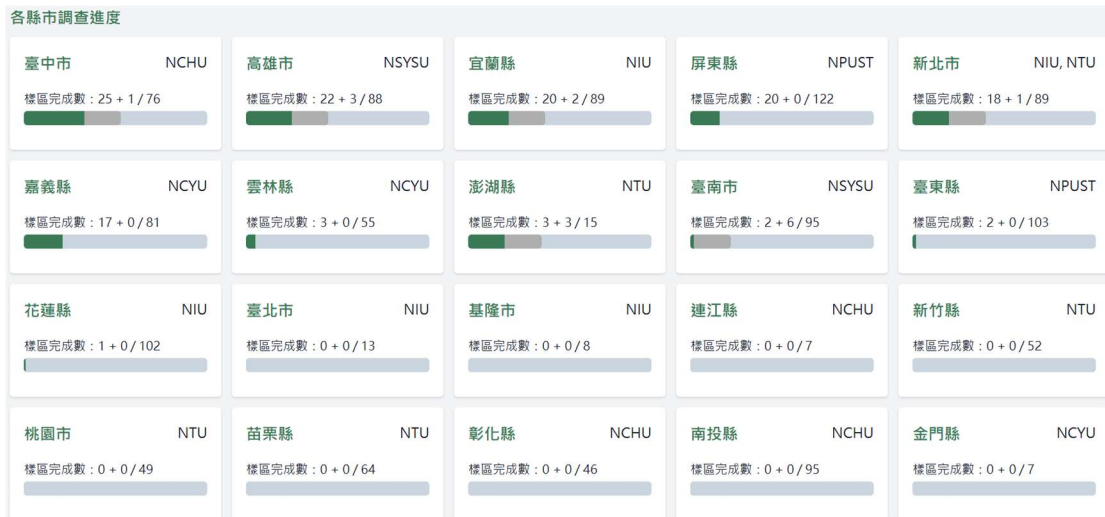 各縣市調查進度
臺中市 NCHU
樣區完成數：25 + 1 / 76
高雄市 NSYSU
樣區完成數：22 + 3 / 88
宜蘭縣 NIU
樣區完成數：20 + 2 / 89
屏東縣 NPUST
樣區完成數：20 + 0 / 122
新北市 NIU, NTU
樣區完成數：18 + 1 / 89
嘉義縣 NCYU
樣區完成數：17 + 0 / 81
雲林縣 NCYU
樣區完成數：3 + 0 / 55
澎湖縣 NTU
樣區完成數：3 + 3 / 15
臺南市 NSYSU
樣區完成數：2 + 6 / 95
臺東縣 NPUST
樣區完成數：2 + 0 / 103
花蓮縣 NIU
樣區完成數：1 + 0 / 102
臺北市 NIU
樣區完成數：0 + 0 / 13
基隆市 NIU
樣區完成數：0 + 0 / 8
連江縣 NCHU
樣區完成數：0 + 0 / 7
新竹縣 NTU
樣區完成數：0 + 0 / 52
桃園市 NTU
樣區完成數：0 + 0 / 49
苗栗縣 NTU
樣區完成數：0 + 0 / 64
彰化縣 NCHU
樣區完成數：0 + 0 / 46
南投縣 NCHU
樣區完成數：0 + 0 / 95
金門縣 NCYU
樣區完成數：0 + 0 / 7